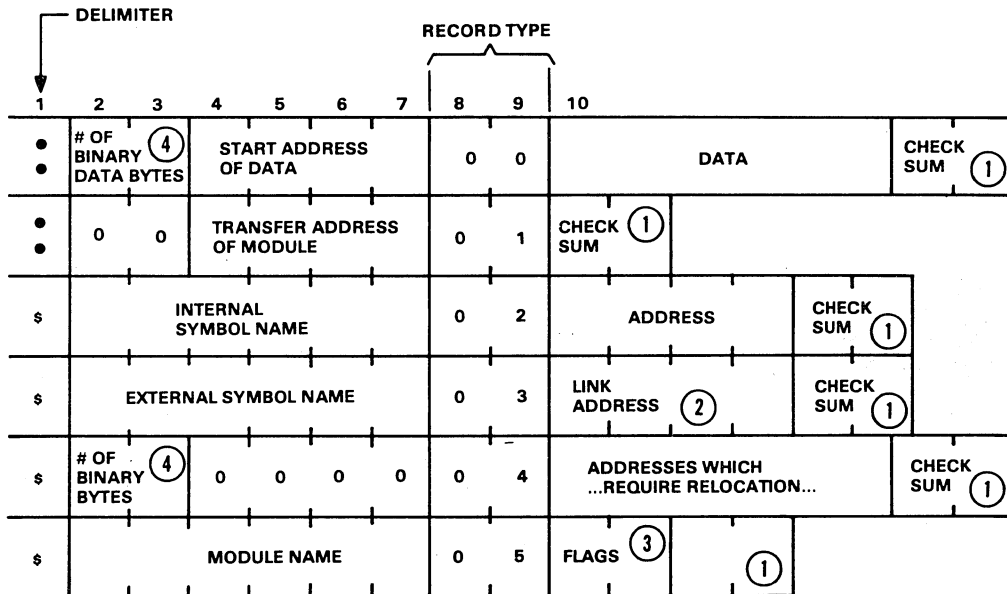 DELIMITER
RECORD TYPE
1 2 3 4 5 6 7 8 9 10
: # OF BINARY DATA BYTES ④ START ADDRESS OF DATA 0 0 DATA CHECK SUM ①
: 0 0 TRANSFER ADDRESS OF MODULE 0 1 CHECK SUM ①
$ INTERNAL SYMBOL NAME 0 2 ADDRESS CHECK SUM ①
$ EXTERNAL SYMBOL NAME 0 3 LINK ADDRESS ② CHECK SUM ①
$ # OF BINARY BYTES ④ 0 0 0 0 0 4 ADDRESSES WHICH ...REQUIRE RELOCATION... CHECK SUM ①
$ MODULE NAME 0 5 FLAGS ③ ①